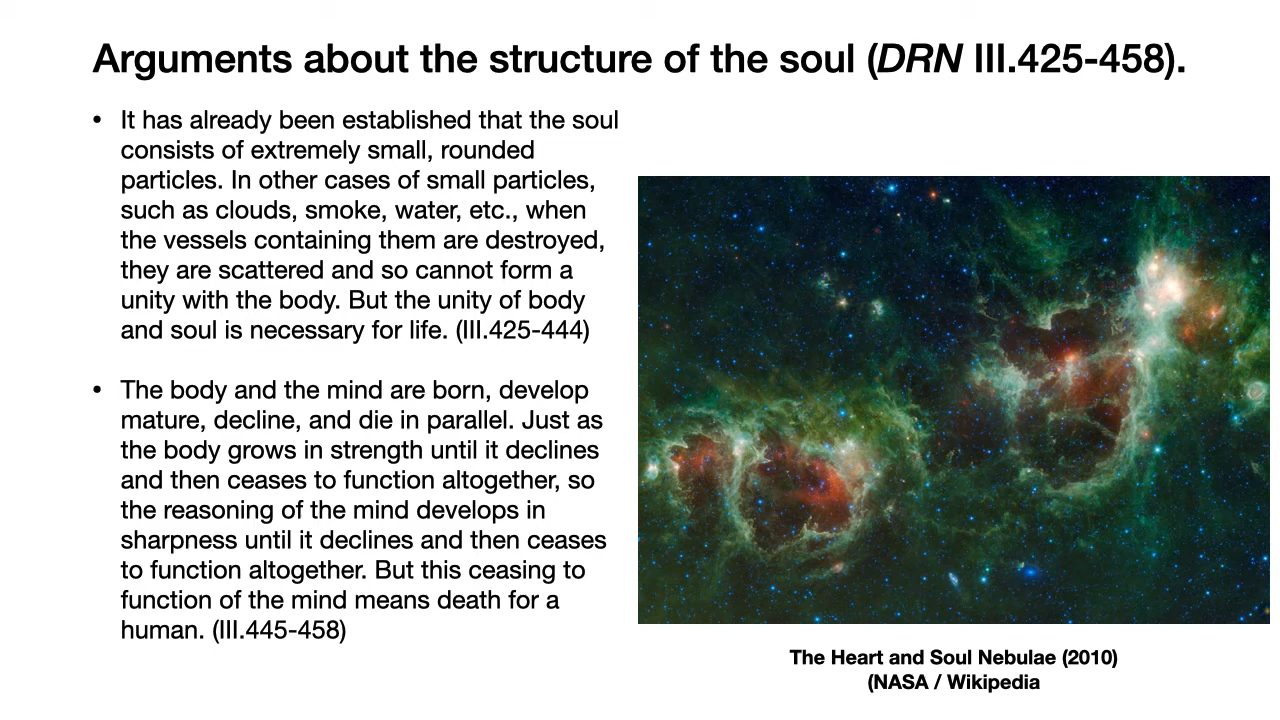 Arguments about the structure of the soul (DRN III.425-458).
• It has already been established that the soul
consists of extremely small, rounded
particles. In other cases of small particles,
such as clouds, smoke, water, etc., when
the vessels containing them are destroyed,
they are scattered and so cannot form a
unity with the body. But the unity of body
and soul is necessary for life. (III.425-444)
• The body and the mind are born, develop
mature, decline, and die in parallel. Just as
the body grows in strength until it declines
and then ceases to function altogether, so
the reasoning of the mind develops in
sharpness until it declines and then ceases
to function altogether. But this ceasing to
function of the mind means death for a
human. (III.445-458)
The Heart and Soul Nebulae (2010)
(NASA / Wikipedia